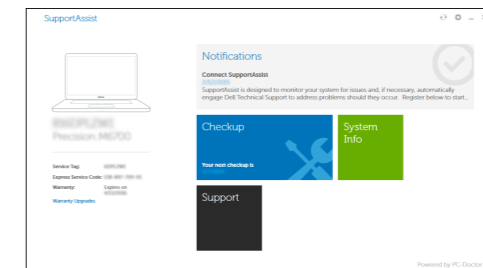 SupportAssist
Notifications
Connect SupportAssist
SupportAssist is designed to monitor your system for issues and, if necessary, automatically
engage Dell Technical Support to address problems should they occur. Register below to start...
Precision M6700
Checkup
Your next checkup is
System
Info
Service Tag:
Express Service Code:
Warranty:
Expires on
Warranty Upgrades
Support
Powered by PC-Doctor